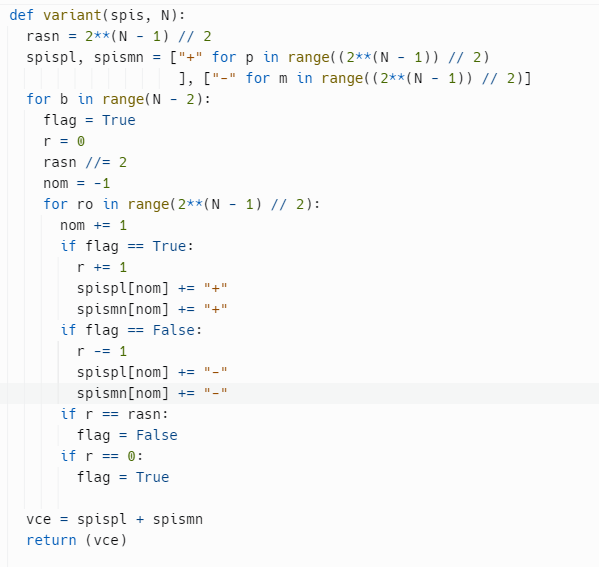 def variant(spis, N):
  rasn = 2**(N - 1) // 2
  spispl, spismn = ["+" for p in range((2**(N - 1)) // 2)
                    ], ["-" for m in range((2**(N - 1)) // 2)]
  for b in range(N - 2):
    flag = True
    r = 0
    rasn //= 2
    nom = -1
    for ro in range(2**(N - 1) // 2):
      nom += 1
      if flag == True:
        r += 1
        spispl[nom] += "+"
        spismn[nom] += "+"
      if flag == False:
        r -= 1
        spispl[nom] += "-"
        spismn[nom] += "-"
      if r == rasn:
        flag = False
      if r == 0:
        flag = True

  vce = spispl + spismn
  return (vce)